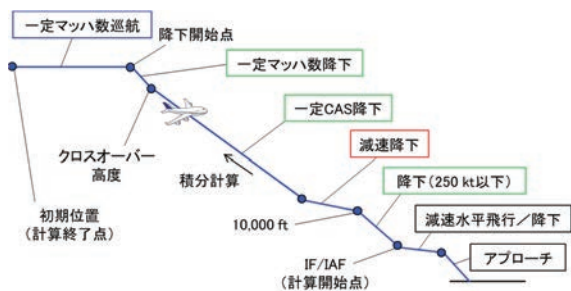 一定マッハ数巡航
降下開始点
一定マッハ数降下
一定CAS降下
クロスオーバー
高度
積分計算
減速降下
初期位置
(計算終了点)
10,000 ft
降下(250 kt以下)
減速水平飛行／降下
IF/IAF
(計算開始点)
アプローチ